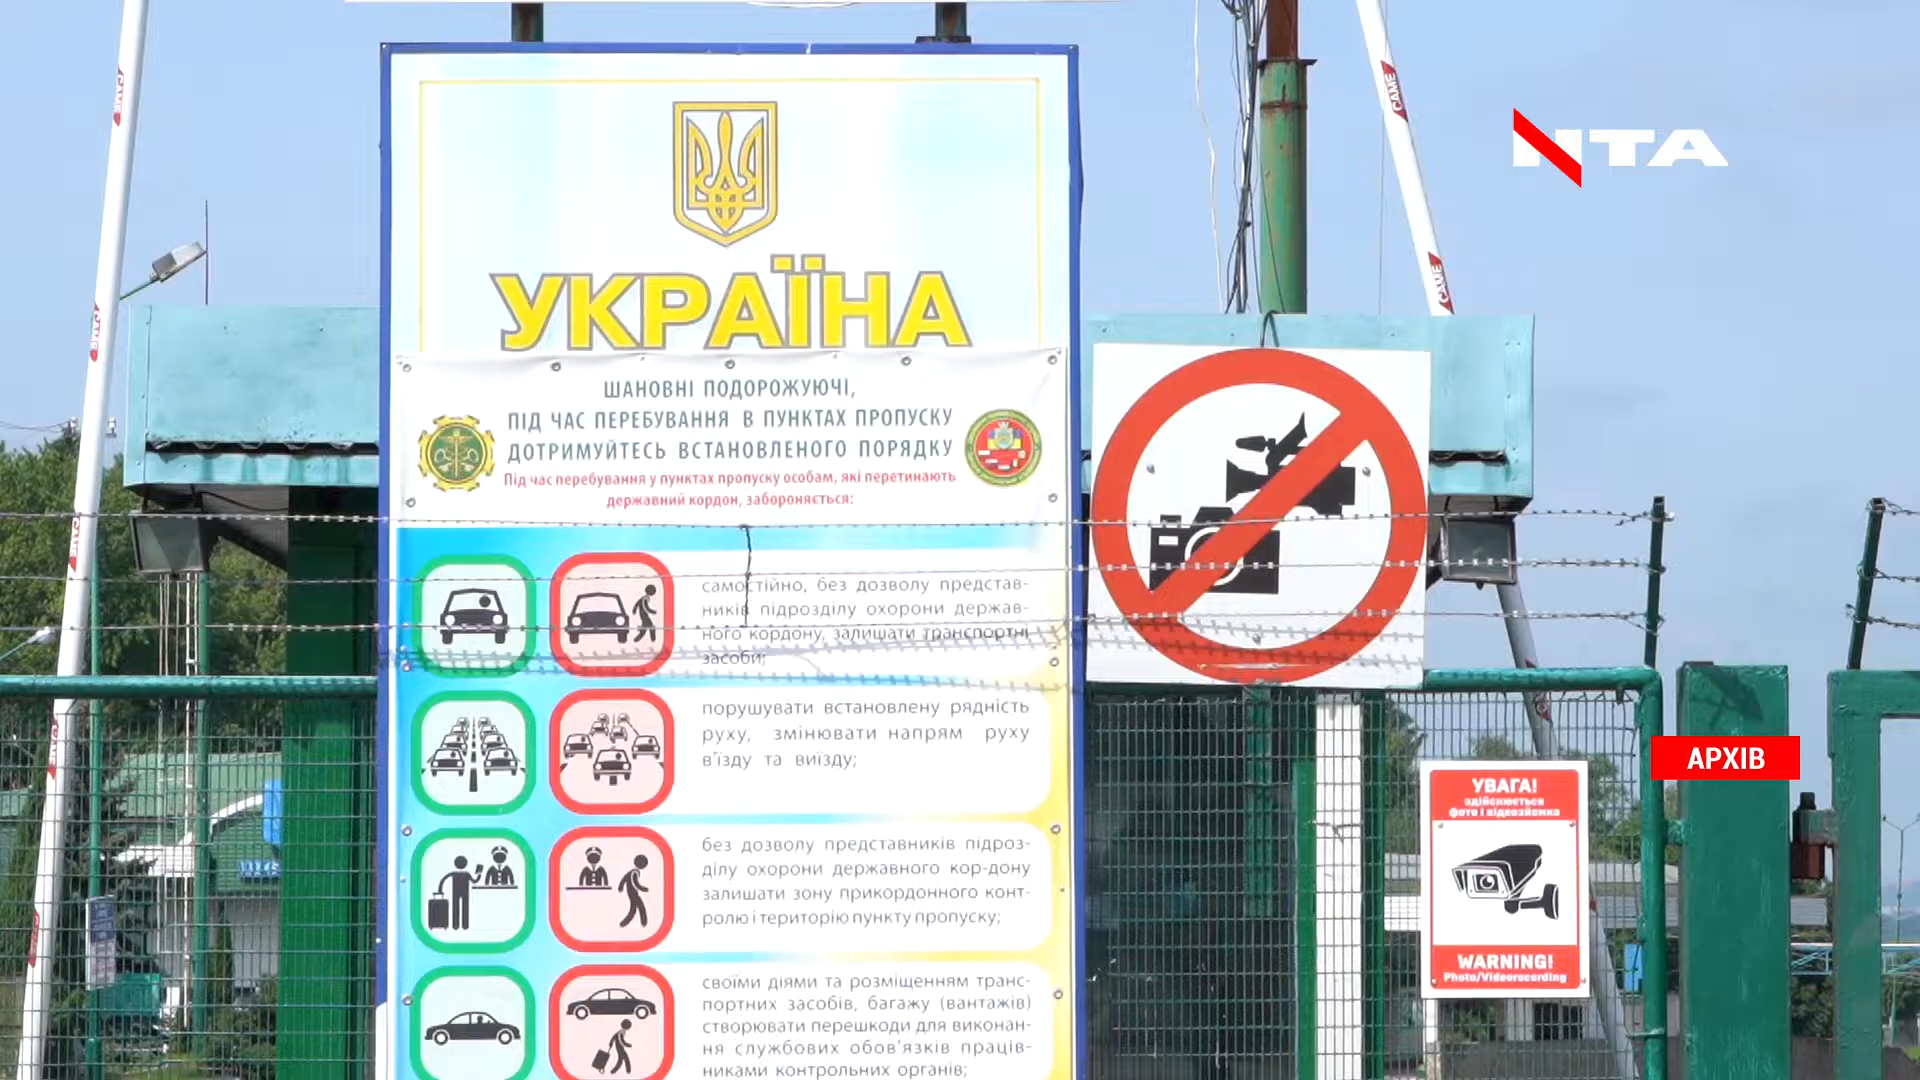 CAME
CAME
NTA
УКРАЇНА
CAME
ШАНОВНІ ПОДОРОЖУЮЧІ,
ПІД ЧАС ПЕРЕБУВАННЯ В ПУНКТАХ ПРОПУСКУ
ДОТРИМУЙТЕСЬ ВСТАНОВЛЕНОГО ПОРЯДКУ
Під час перебування у пунктах пропуску особам, які перетинають
державний кордон, забороняється:
самостійно, без дозволу представ-
ників підрозділу охорони держав-
ного кордону, залишати транспортні
засоби;
порушувати встановлену рядність
руху, змінювати напрям руху
в'їзду та виїзду;
без дозволу представників підроз-
ділу охорони державного кор-дону
залишати зону прикордонного конт-
ролю і територію пункту пропуску;
своїми діями та розміщенням транс-
портних засобів, багажу (вантажів)
створювати перешкоди для виконан-
ня службових обов'язків праців-
никами контрольних органів;
АРХІВ
УВАГА!
здійснюється
фото і відеозйомка
WARNING!
Photo/Videorecording